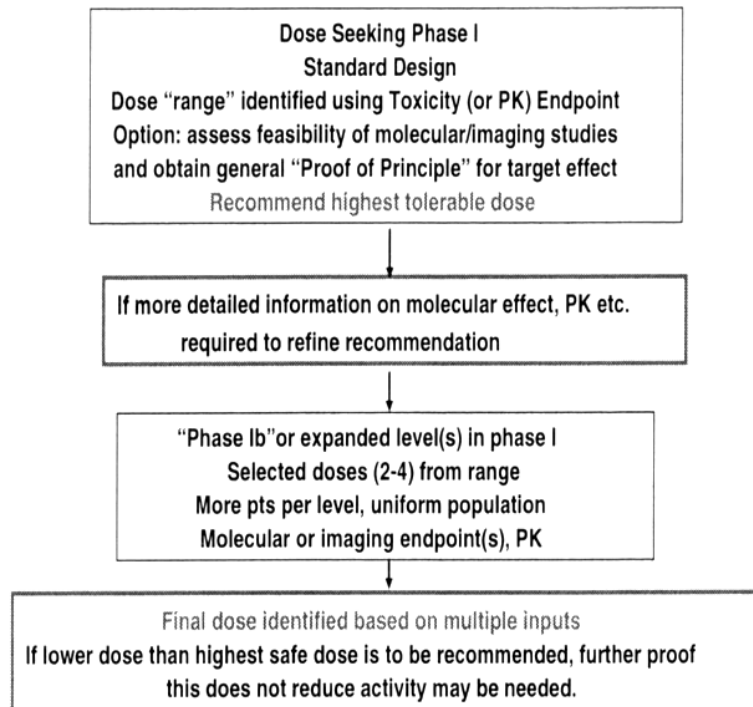 Dose Seeking Phase I
Standard Design
Dose “range” identified using Toxicity (or PK) Endpoint
Option: assess feasibility of molecular/imaging studies
and obtain general “Proof of Principle” for target effect
Recommend highest tolerable dose
If more detailed information on molecular effect, PK etc.
required to refine recommendation
“Phase Ib”or expanded level(s) in phase I
Selected doses (2-4) from range
More pts per level, uniform population
Molecular or imaging endpoint(s), PK
Final dose identified based on multiple inputs
If lower dose than highest safe dose is to be recommended, further proof
this does not reduce activity may be needed.